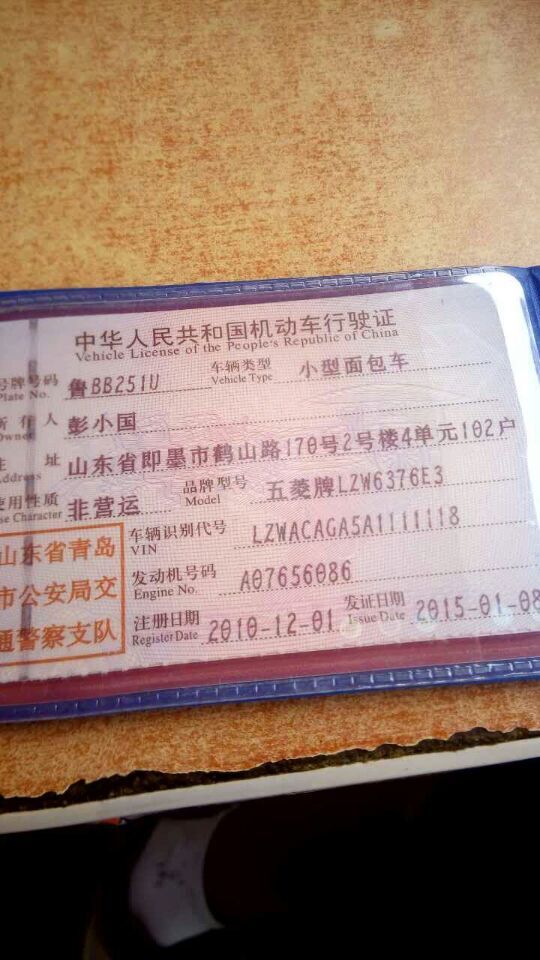 中华人民共和国机动车行驶证
Vehicle License of the People's Republic of China
号牌号码 鲁BB251U 车辆类型 小型面包车
Plate No. Vehicle Type
所有人 彭小国
Owner
住 址 山东省即墨市鹤山路170号2号楼4单元102户
Address
使用性质 非营运 品牌型号 五菱牌LZW6376E3
Use Character Model
山东省青岛
市公安局交
通警察支队
车辆识别代号 LZWACAGA5A1111118
VIN
发动机号码 A07656086
Engine No.
注册日期 2010-12-01 发证日期 2015-01-08
Register Date Issue Date